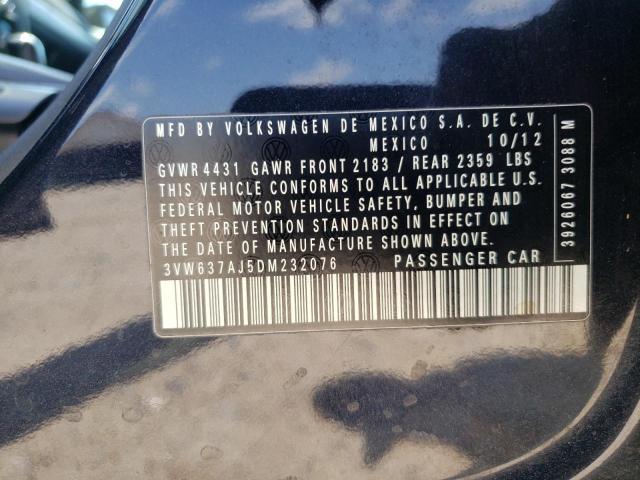 MFD BY VOLKSWAGEN DE MEXICO S.A. DE C.V.
MEXICO 10/12
GVWR 4431 GAWR FRONT 2183 / REAR 2359 LBS
THIS VEHICLE CONFORMS TO ALL APPLICABLE U.S.
FEDERAL MOTOR VEHICLE SAFETY, BUMPER AND
THEFT PREVENTION STANDARDS IN EFFECT ON
THE DATE OF MANUFACTURE SHOWN ABOVE.
3VW637AJ5DM232076 PASSENGER CAR
3926067 3088 M